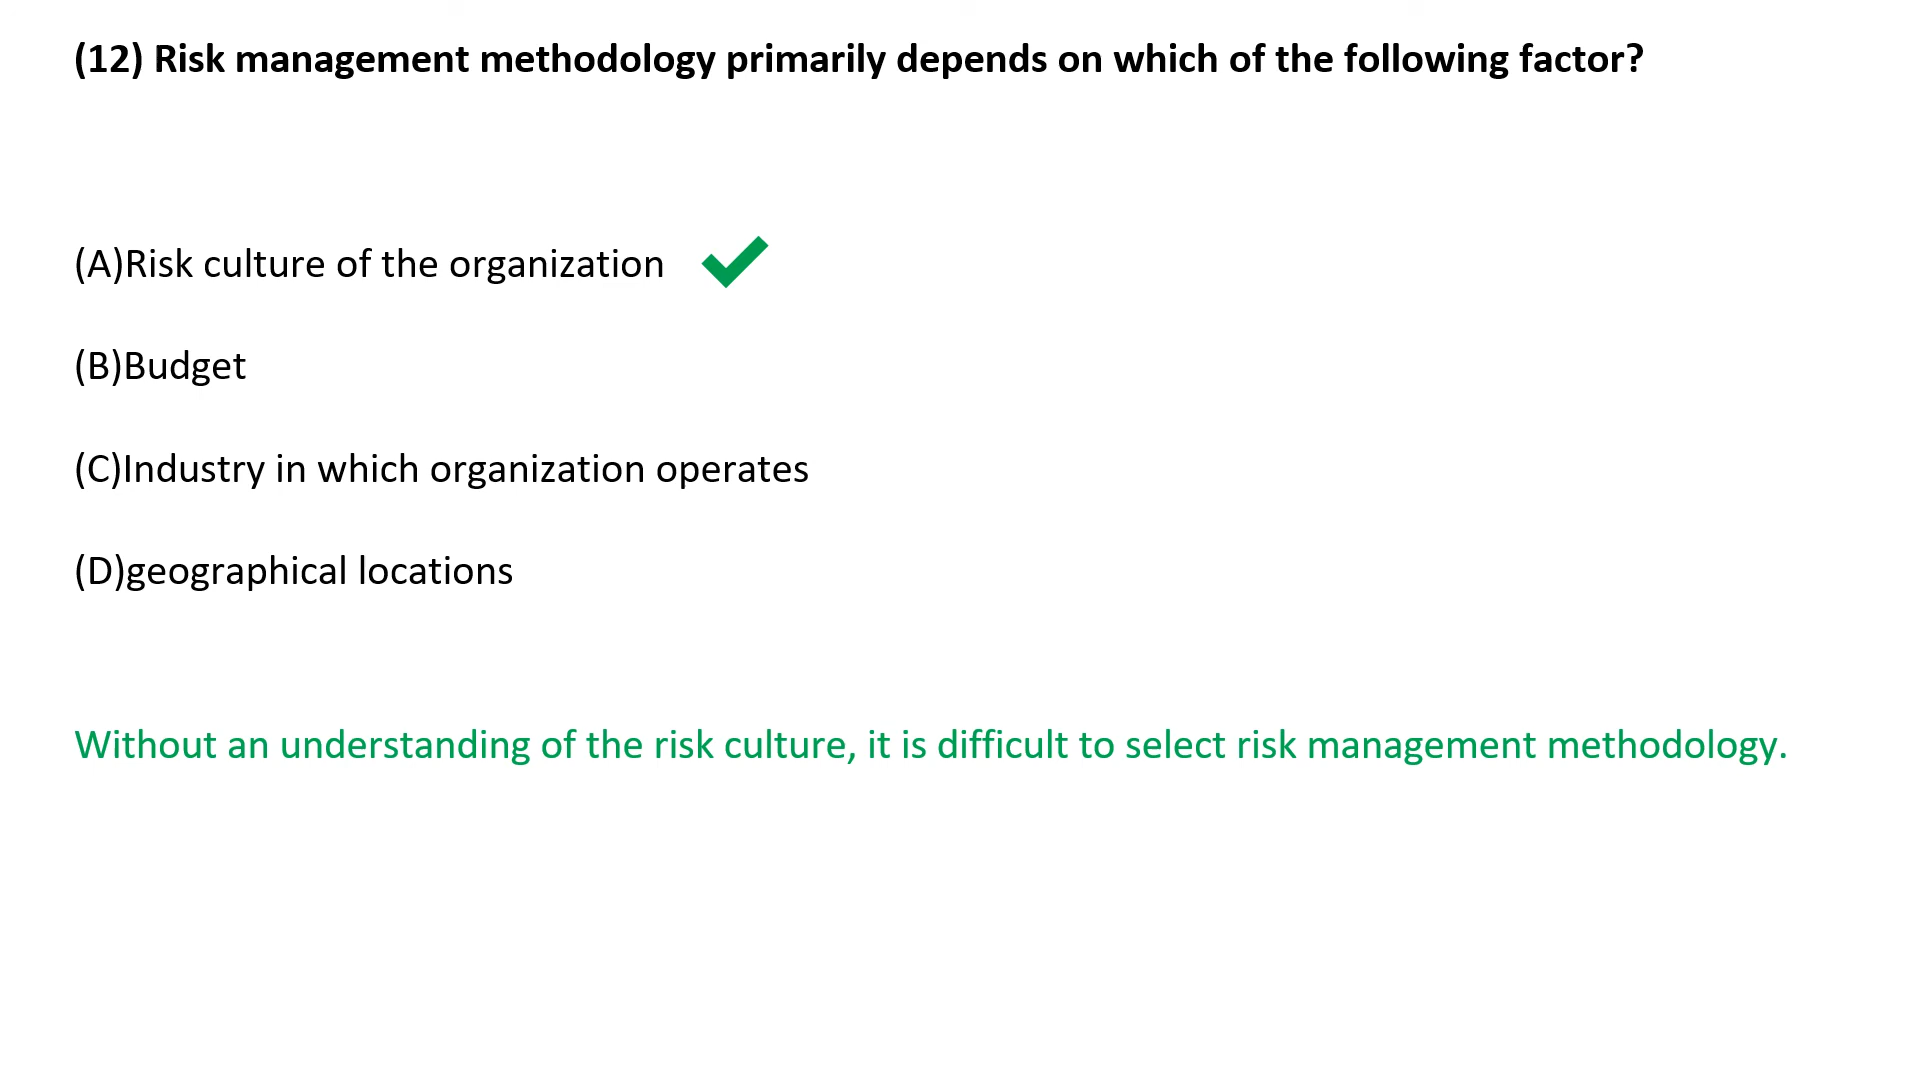 (12) Risk management methodology primarily depends on which of the following factor?
(A)Risk culture of the organization
(B)Budget
(C)Industry in which organization operates
(D)geographical locations
Without an understanding of the risk culture, it is difficult to select risk management methodology.